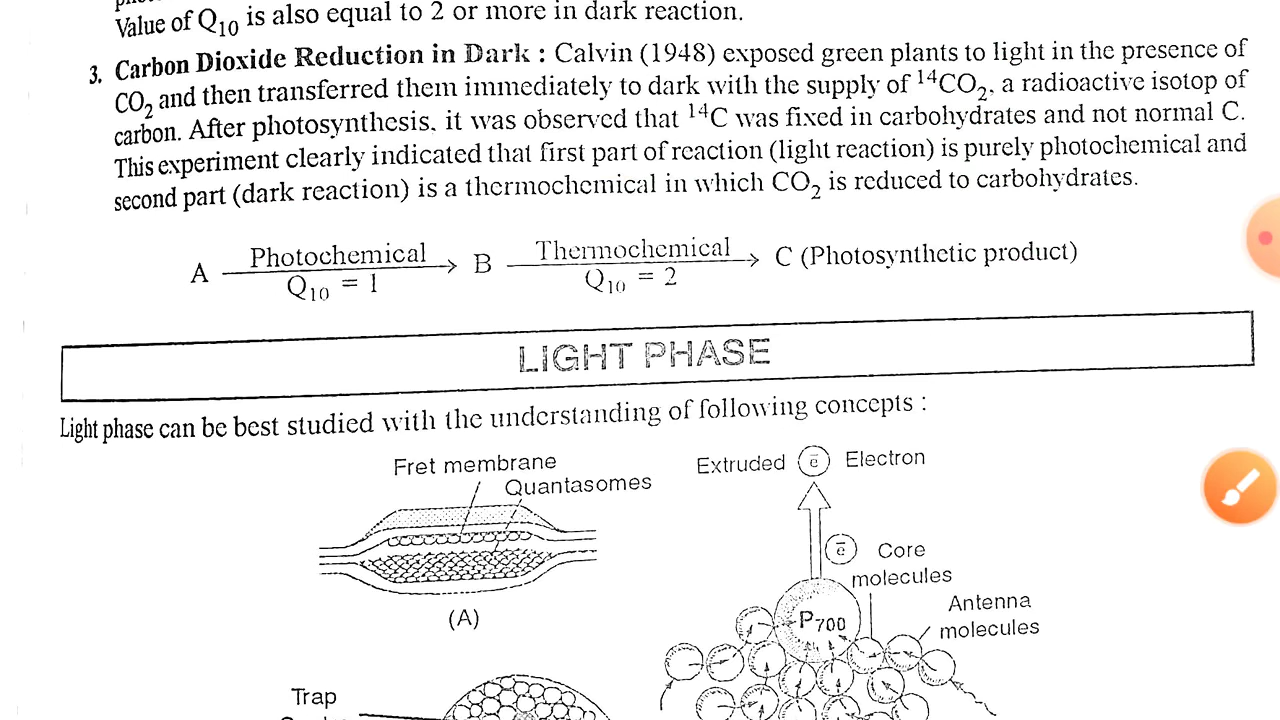 Value of Q10 is also equal to 2 or more in dark reaction.
3. Carbon Dioxide Reduction in Dark : Calvin (1948) exposed green plants to light in the presence of
CO2 and then transferred them immediately to dark with the supply of 14CO2, a radioactive isotop of
carbon. After photosynthesis, it was observed that 14C was fixed in carbohydrates and not normal C.
This experiment clearly indicated that first part of reaction (light reaction) is purely photochemical and
second part (dark reaction) is a thermochemical in which CO2 is reduced to carbohydrates.
A Photochemical → B Thermochemical → C (Photosynthetic product)
Q10 = 1 Q10 = 2
LIGHT PHASE
Light phase can be best studied with the understanding of following concepts :
Fret membrane
Quantasomes
(A)
Extruded ē Electron
ē Core
molecules
P700
Antenna
molecules
Trap